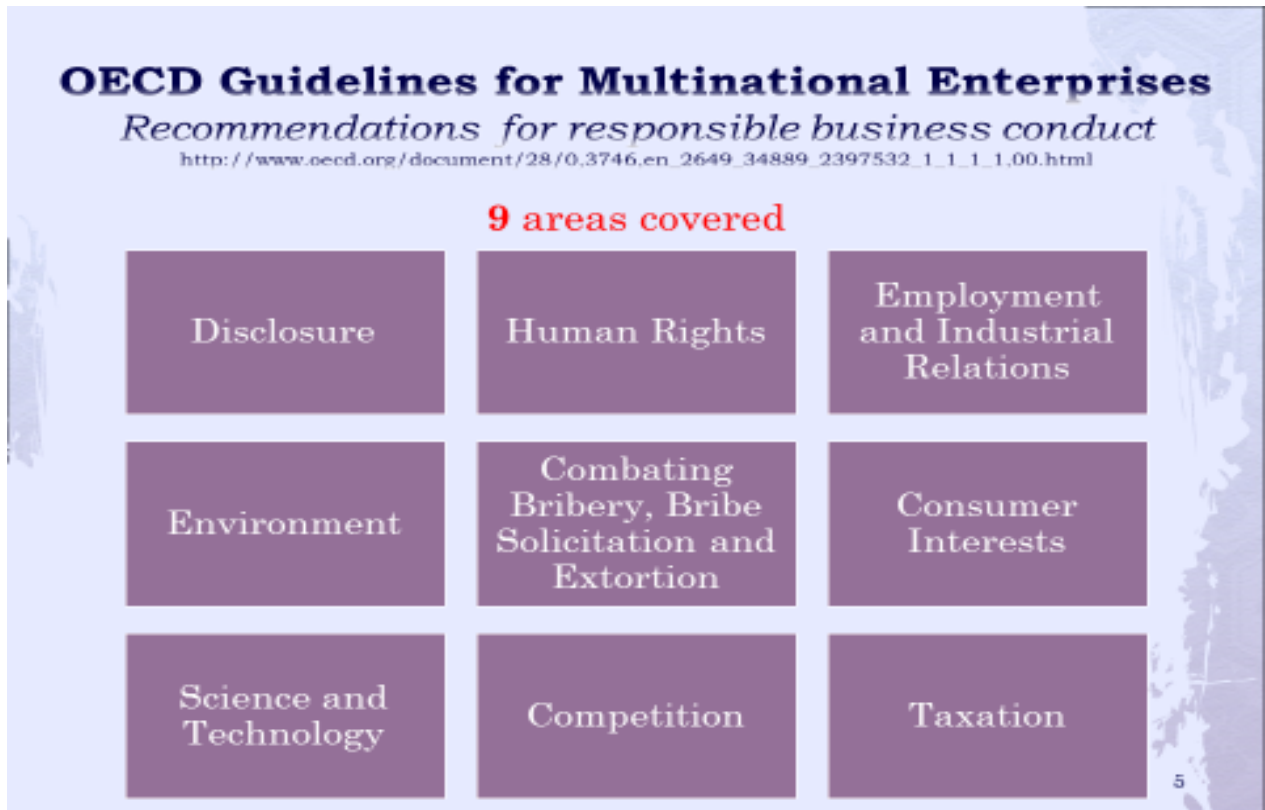 OECD Guidelines for Multinational Enterprises
Recommendations for responsible business conduct
http://www.oecd.org/document/28/0,3746,en_2649_34889_2397532_1_1_1_1,00.html
9 areas covered
Disclosure
Human Rights
Employment
and Industrial
Relations
Environment
Combating
Bribery, Bribe
Solicitation and
Extortion
Consumer
Interests
Science and
Technology
Competition
Taxation
5